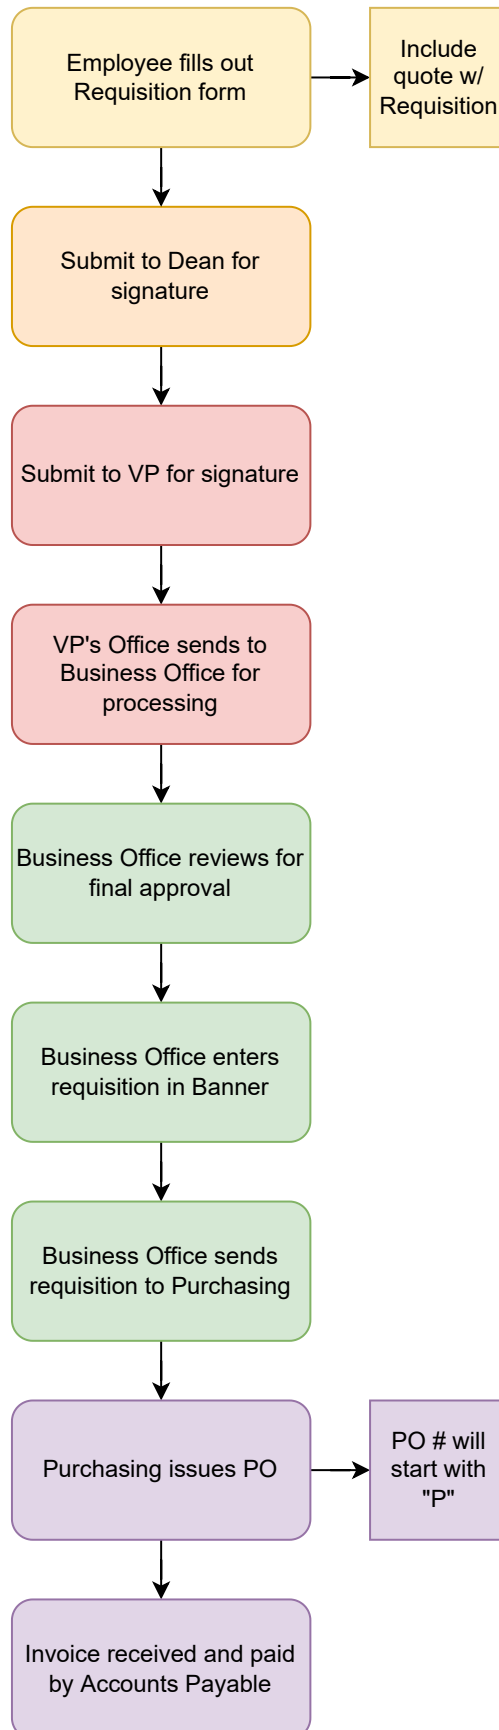 Employee fills out
Requisition form
Include
quote w/
Requisition
Submit to Dean for
signature
Submit to VP for signature
VP's Office sends to
Business Office for
processing
Business Office reviews for
final approval
Business Office enters
requisition in Banner
Business Office sends
requisition to Purchasing
Purchasing issues PO
PO # will
start with
"P"
Invoice received and paid
by Accounts Payable